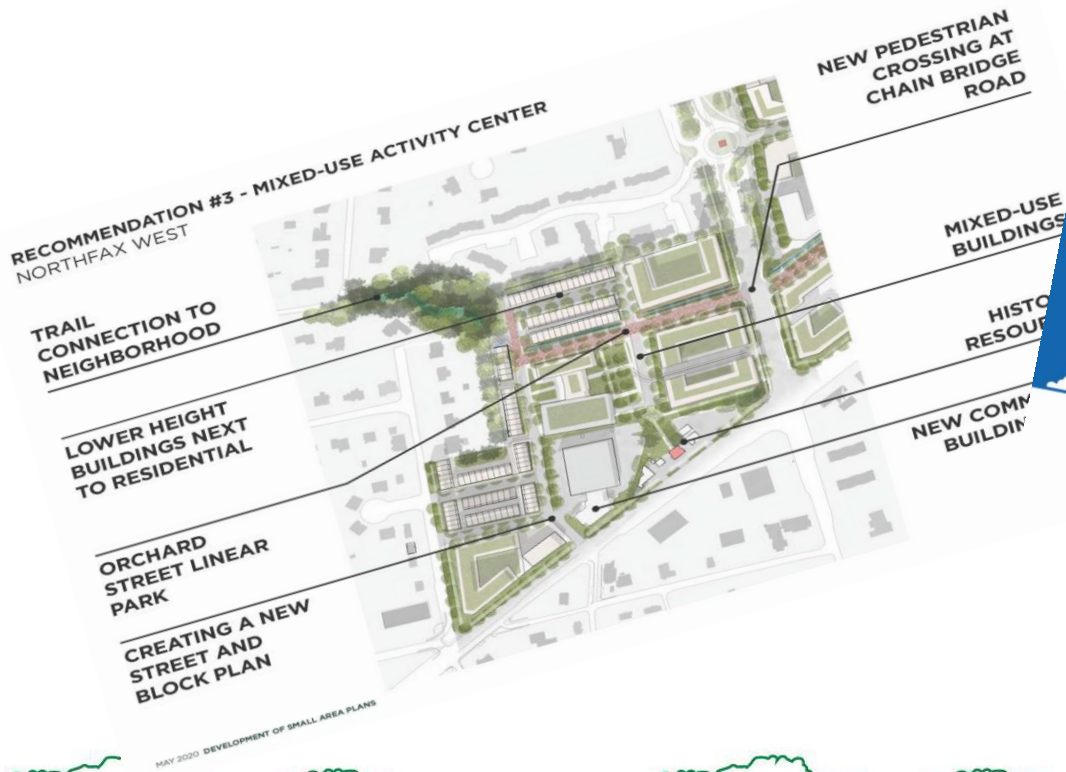 RECOMMENDATION #3 - MIXED-USE ACTIVITY CENTER
NORTHFAX WEST
TRAIL
CONNECTION TO
NEIGHBORHOOD
LOWER HEIGHT
BUILDINGS NEXT
TO RESIDENTIAL
ORCHARD
STREET LINEAR
PARK
CREATING A NEW
STREET AND
BLOCK PLAN
NEW PEDESTRIAN
CROSSING AT
CHAIN BRIDGE
ROAD
MIXED-USE
BUILDINGS
NEW
MAY 2020 DEVELOPMENT OF SMALL AREA PLANS